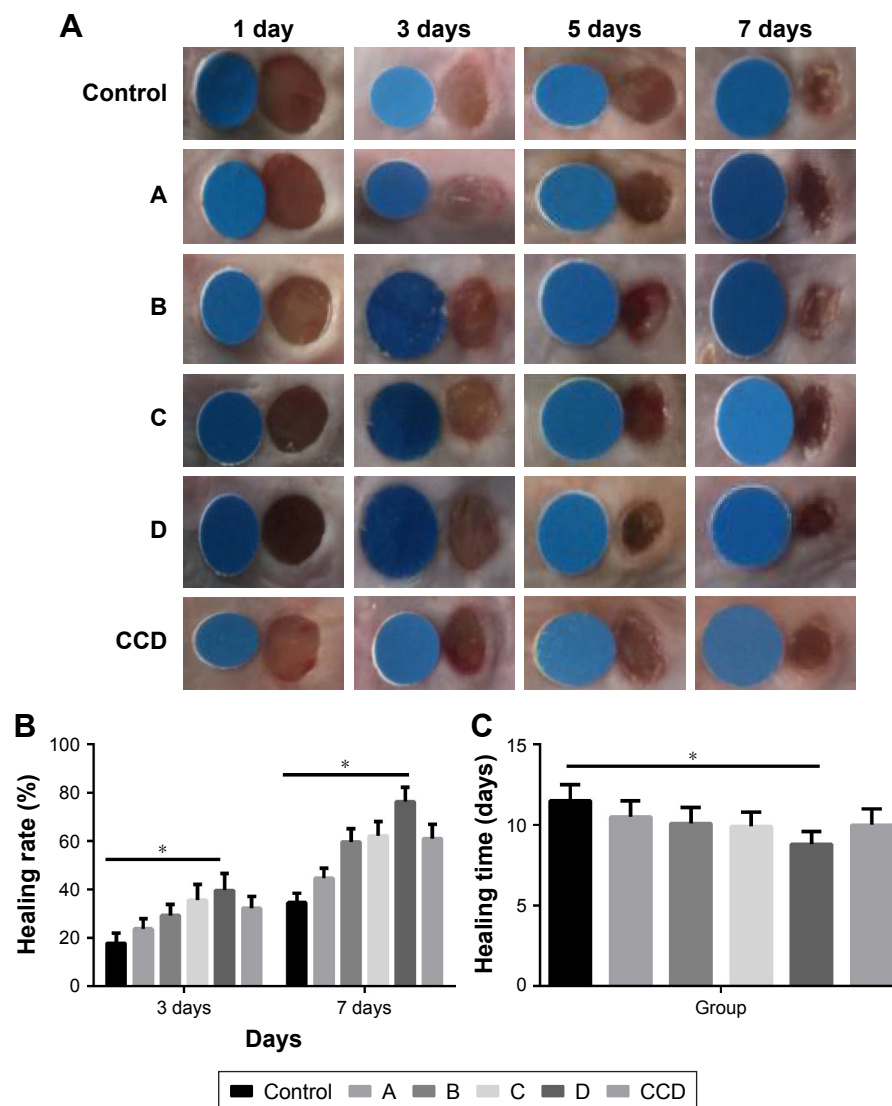 A
1 day 3 days 5 days 7 days
Control
A
B
C
D
CCD
B
100
80
60
40
20
0
Healing rate (%)
*
*
3 days 7 days
Days
C
15
10
5
0
Healing time (days)
*
Group
Control A B C D CCD